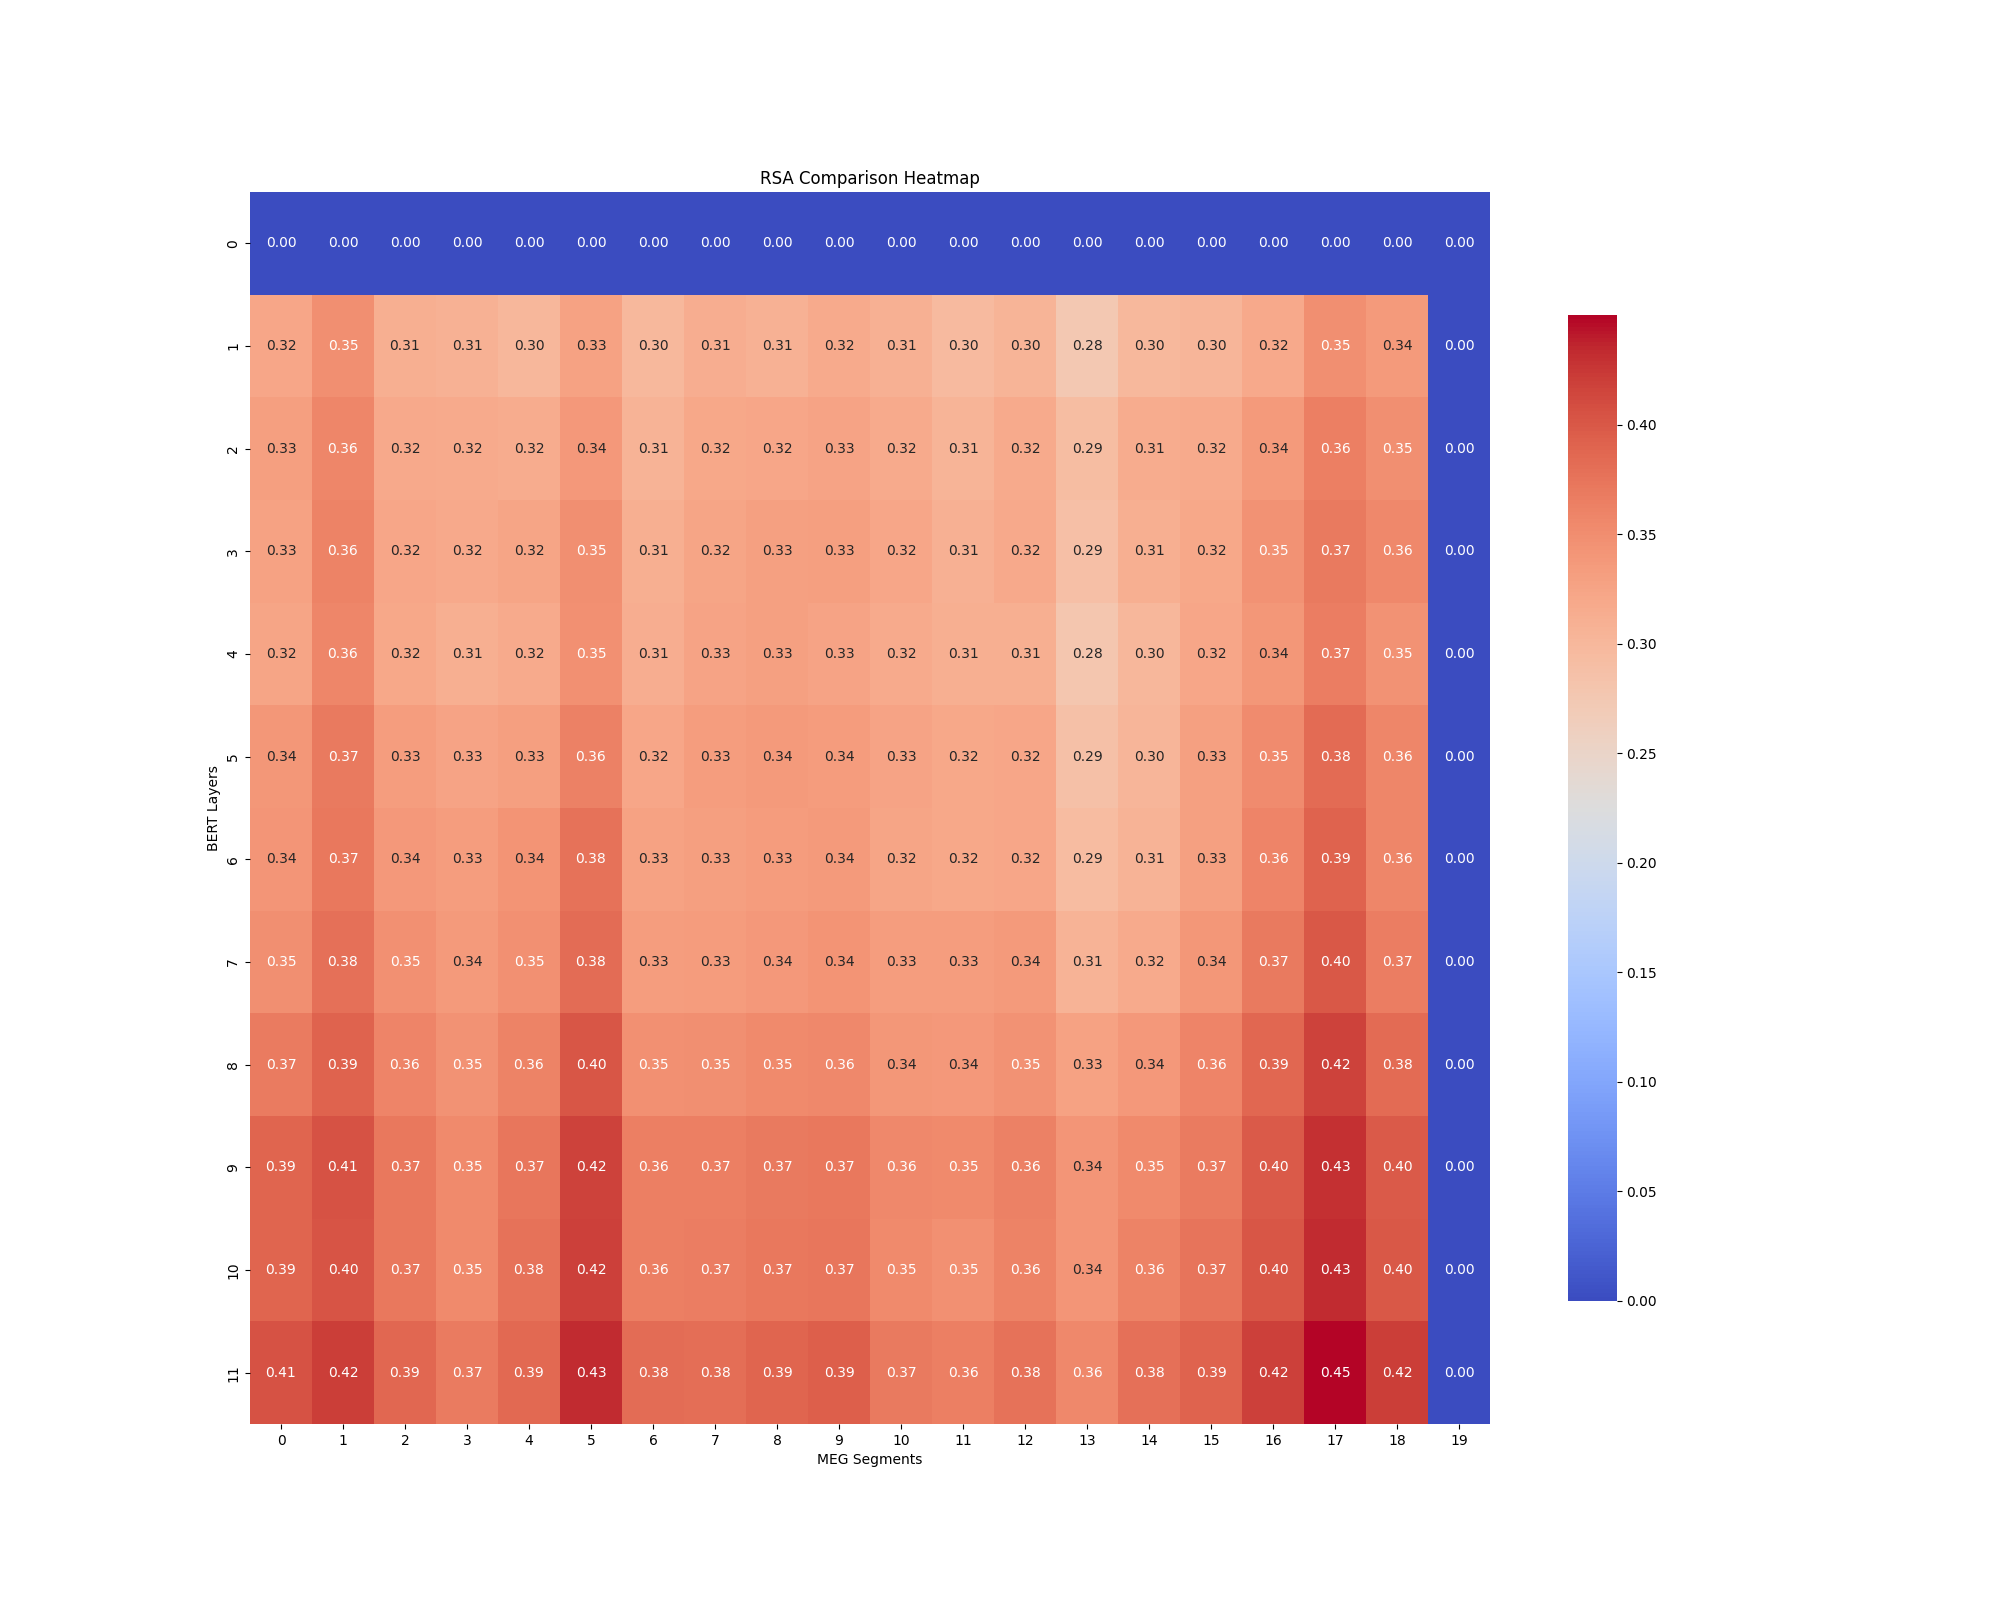 RSA Comparison Heatmap
0 0.00 0.00 0.00 0.00 0.00 0.00 0.00 0.00 0.00 0.00 0.00 0.00 0.00 0.00 0.00 0.00 0.00 0.00 0.00 0.00
1 0.32 0.35 0.31 0.31 0.30 0.33 0.30 0.31 0.31 0.32 0.31 0.30 0.30 0.28 0.30 0.30 0.32 0.35 0.34 0.00
2 0.33 0.36 0.32 0.32 0.32 0.34 0.31 0.32 0.32 0.33 0.32 0.31 0.32 0.29 0.31 0.32 0.34 0.36 0.35 0.00
3 0.33 0.36 0.32 0.32 0.32 0.35 0.31 0.32 0.33 0.33 0.32 0.31 0.32 0.29 0.31 0.32 0.35 0.37 0.36 0.00
4 0.32 0.36 0.32 0.31 0.32 0.35 0.31 0.33 0.33 0.33 0.32 0.31 0.31 0.28 0.30 0.32 0.34 0.37 0.35 0.00
5 0.34 0.37 0.33 0.33 0.33 0.36 0.32 0.33 0.34 0.34 0.33 0.32 0.32 0.29 0.30 0.33 0.35 0.38 0.36 0.00
6 0.34 0.37 0.34 0.33 0.34 0.38 0.33 0.33 0.33 0.34 0.32 0.32 0.32 0.29 0.31 0.33 0.36 0.39 0.36 0.00
7 0.35 0.38 0.35 0.34 0.35 0.38 0.33 0.33 0.34 0.34 0.33 0.33 0.34 0.31 0.32 0.34 0.37 0.40 0.37 0.00
8 0.37 0.39 0.36 0.35 0.36 0.40 0.35 0.35 0.35 0.36 0.34 0.34 0.35 0.33 0.34 0.36 0.39 0.42 0.38 0.00
9 0.39 0.41 0.37 0.35 0.37 0.42 0.36 0.37 0.37 0.37 0.36 0.35 0.36 0.34 0.35 0.37 0.40 0.43 0.40 0.00
10 0.39 0.40 0.37 0.35 0.38 0.42 0.36 0.37 0.37 0.37 0.35 0.35 0.36 0.34 0.36 0.37 0.40 0.43 0.40 0.00
11 0.41 0.42 0.39 0.37 0.39 0.43 0.38 0.38 0.39 0.39 0.37 0.36 0.38 0.36 0.38 0.39 0.42 0.45 0.42 0.00
0 1 2 3 4 5 6 7 8 9 10 11 12 13 14 15 16 17 18 19
MEG Segments
BERT Layers
0.40
0.35
0.30
0.25
0.20
0.15
0.10
0.05
0.00